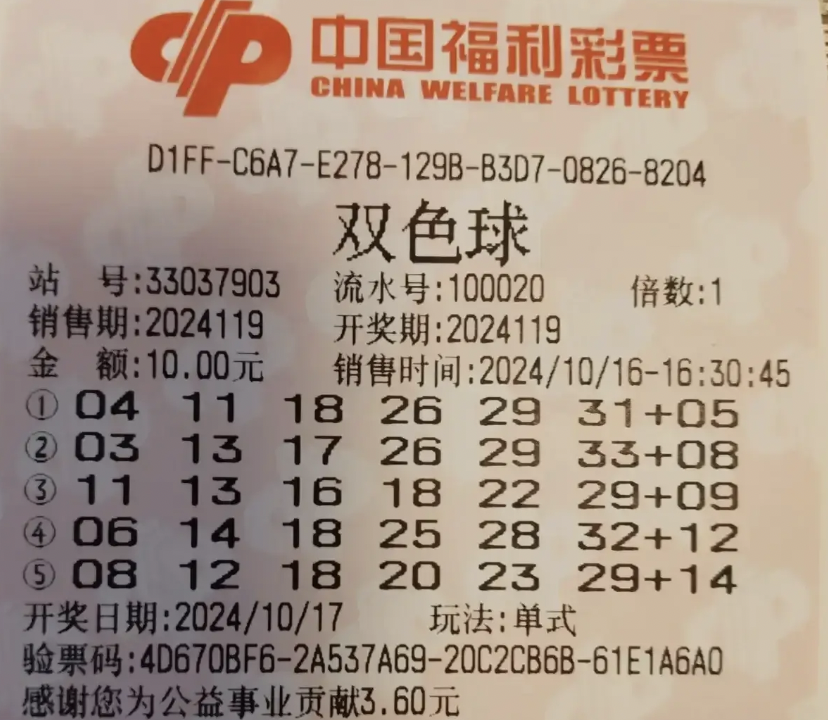 中国福利彩票
CHINA WELFARE LOTTERY
D1FF-C6A7-E278-129B-B3D7-0826-8204
双色球
站 号:33037903 流水号:100020 倍数:1
销售期:2024119 开奖期:2024119
金 额:10.00元 销售时间:2024/10/16-16:30:45
① 04 11 18 26 29 31+05
② 03 13 17 26 29 33+08
③ 11 13 16 18 22 29+09
④ 06 14 18 25 28 32+12
⑤ 08 12 18 20 23 29+14
开奖日期:2024/10/17 玩法:单式
验票码:4D670BF6-2A537A69-20C2CB6B-61E1A6A0
感谢您为公益事业贡献3.60元